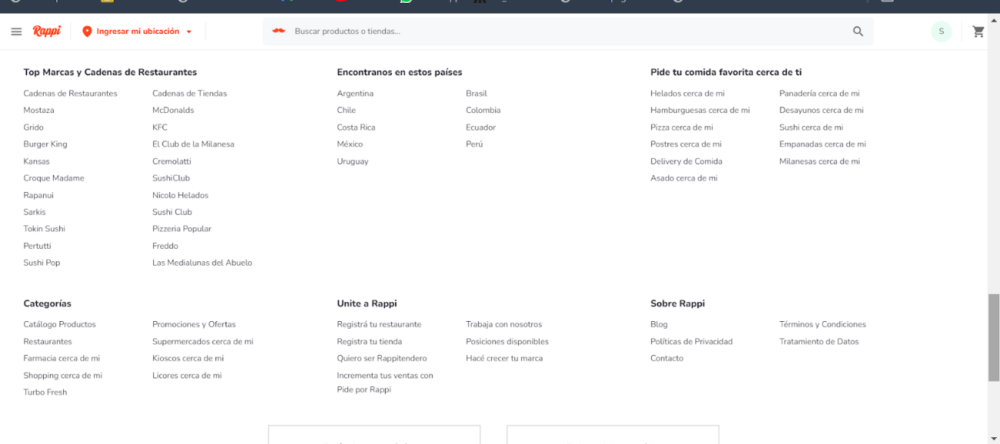 Rappi
Ingresar mi ubicación
Buscar productos o tiendas...
S
Top Marcas y Cadenas de Restaurantes
Cadenas de Restaurantes
Mostaza
Grido
Burger King
Kansas
Croque Madame
Rapanui
Sarkis
Tokin Sushi
Pertutti
Sushi Pop
Cadenas de Tiendas
McDonalds
KFC
El Club de la Milanesa
Cremolatti
SushiClub
Nicolo Helados
Sushi Club
Pizzeria Popular
Freddo
Las Medialunas del Abuelo
Encontranos en estos países
Argentina
Chile
Costa Rica
México
Uruguay
Brasil
Colombia
Ecuador
Perú
Pide tu comida favorita cerca de ti
Helados cerca de mi
Hamburguesas cerca de mi
Pizza cerca de mi
Postres cerca de mi
Delivery de Comida
Asado cerca de mi
Panadería cerca de mi
Desayunos cerca de mi
Sushi cerca de mi
Empanadas cerca de mi
Milanesas cerca de mi
Categorías
Catálogo Productos
Restaurantes
Farmacia cerca de mi
Shopping cerca de mi
Turbo Fresh
Promociones y Ofertas
Supermercados cerca de mi
Kioscos cerca de mi
Licores cerca de mi
Unite a Rappi
Registrá tu restaurante
Registra tu tienda
Quiero ser Rappitendero
Incrementa tus ventas con
Pide por Rappi
Trabaja con nosotros
Posiciones disponibles
Hacé crecer tu marca
Sobre Rappi
Blog
Políticas de Privacidad
Contacto
Términos y Condiciones
Tratamiento de Datos